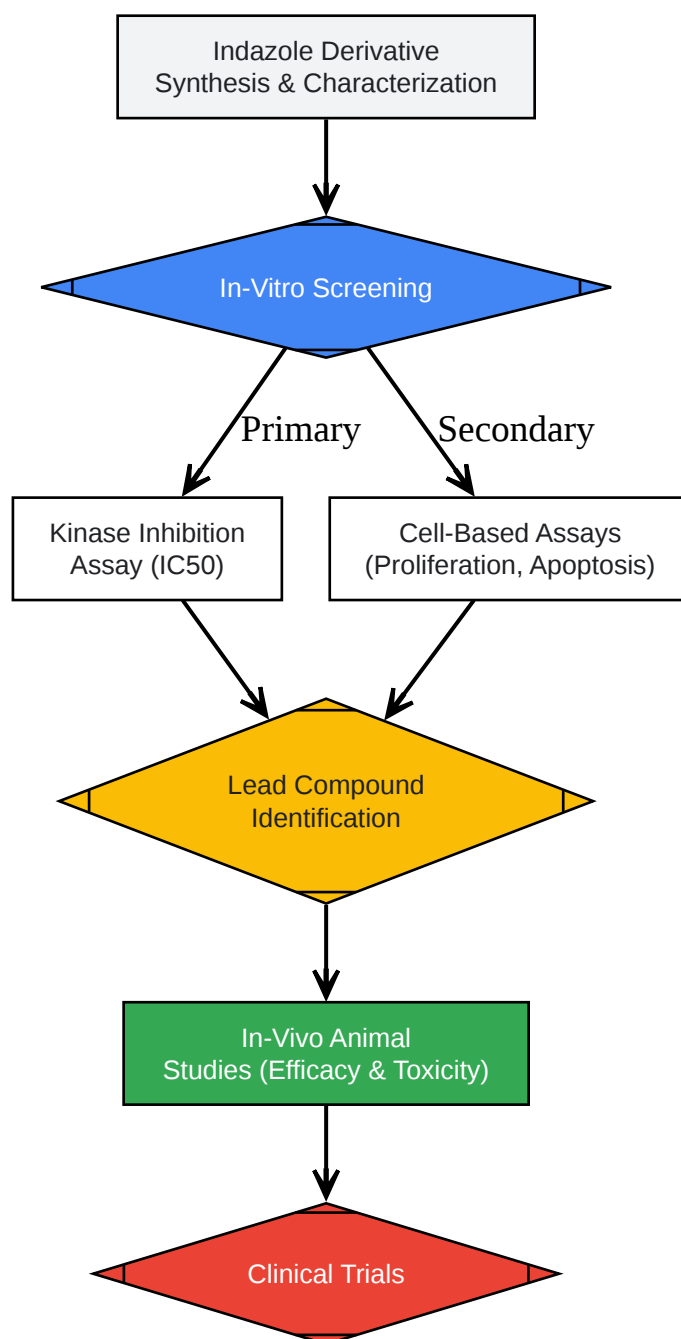 Indazole Derivative
Synthesis & Characterization
In-Vitro Screening
Primary
Secondary
Kinase Inhibition
Assay (IC50)
Cell-Based Assays
(Proliferation, Apoptosis)
Lead Compound
Identification
In-Vivo Animal
Studies (Efficacy & Toxicity)
Clinical Trials